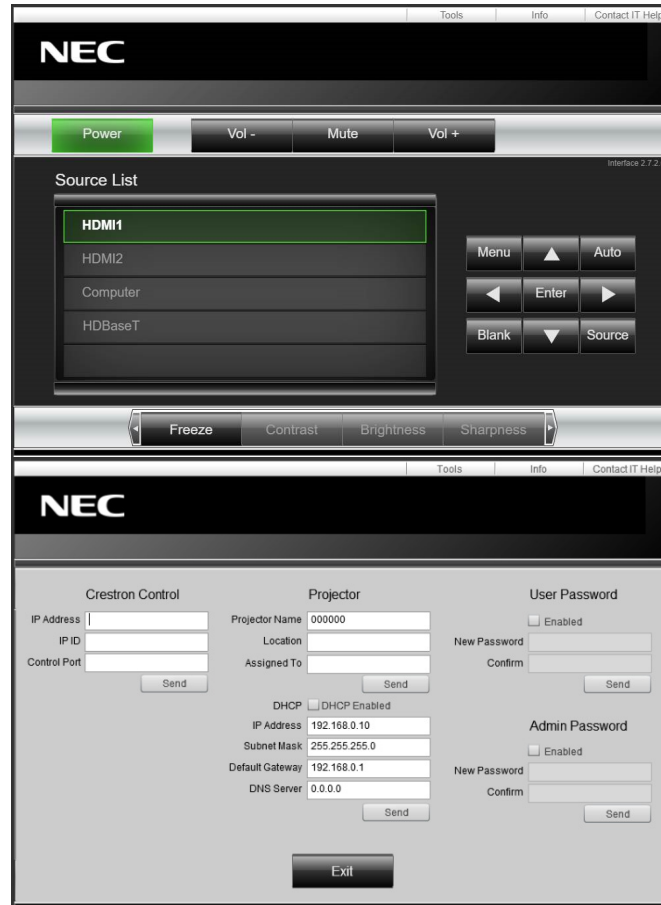 Tools Info Contact IT Help
NEC
Power Vol - Mute Vol +
Interface 2.7.2.
Source List
HDMI1
HDMI2
Computer
HDBaseT
Menu Auto
Enter
Blank Source
Freeze Contrast Brightness Sharpness
Tools Info Contact IT Help
NEC
Crestron Control Projector User Password
IP Address Projector Name 000000 Enabled
IP ID Location New Password
Control Port Assigned To Confirm
Send Send Send
DHCP DHCP Enabled
IP Address 192.168.0.10 Admin Password
Subnet Mask 255.255.255.0 Enabled
Default Gateway 192.168.0.1 New Password
DNS Server 0.0.0.0 Confirm
Send Send
Exit